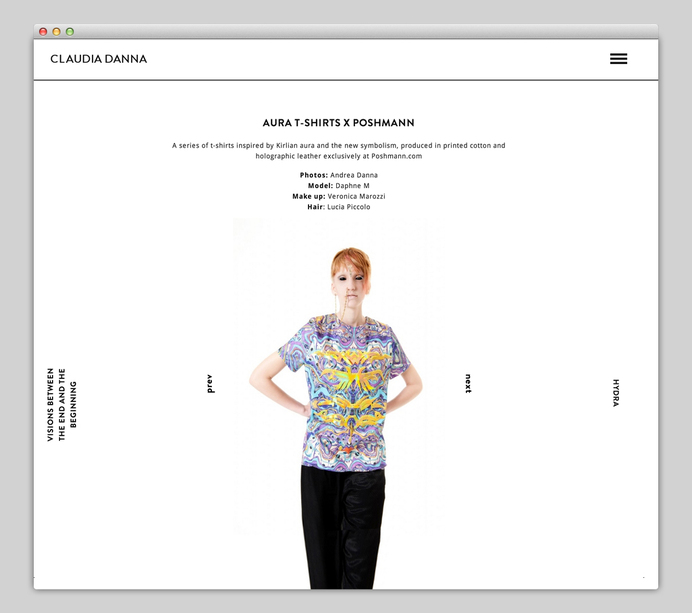 CLAUDIA DANNA
AURA T-SHIRTS X POSHMANN
A series of t-shirts inspired by Kirlian aura and the new symbolism, produced in printed cotton and
holographic leather exclusively at Poshmann.com
Photos: Andrea Danna
Model: Daphne M
Make up: Veronica Marozzi
Hair: Lucia Piccolo
VISIONS BETWEEN
THE END AND THE
BEGINNING
prev
next
HYDRA